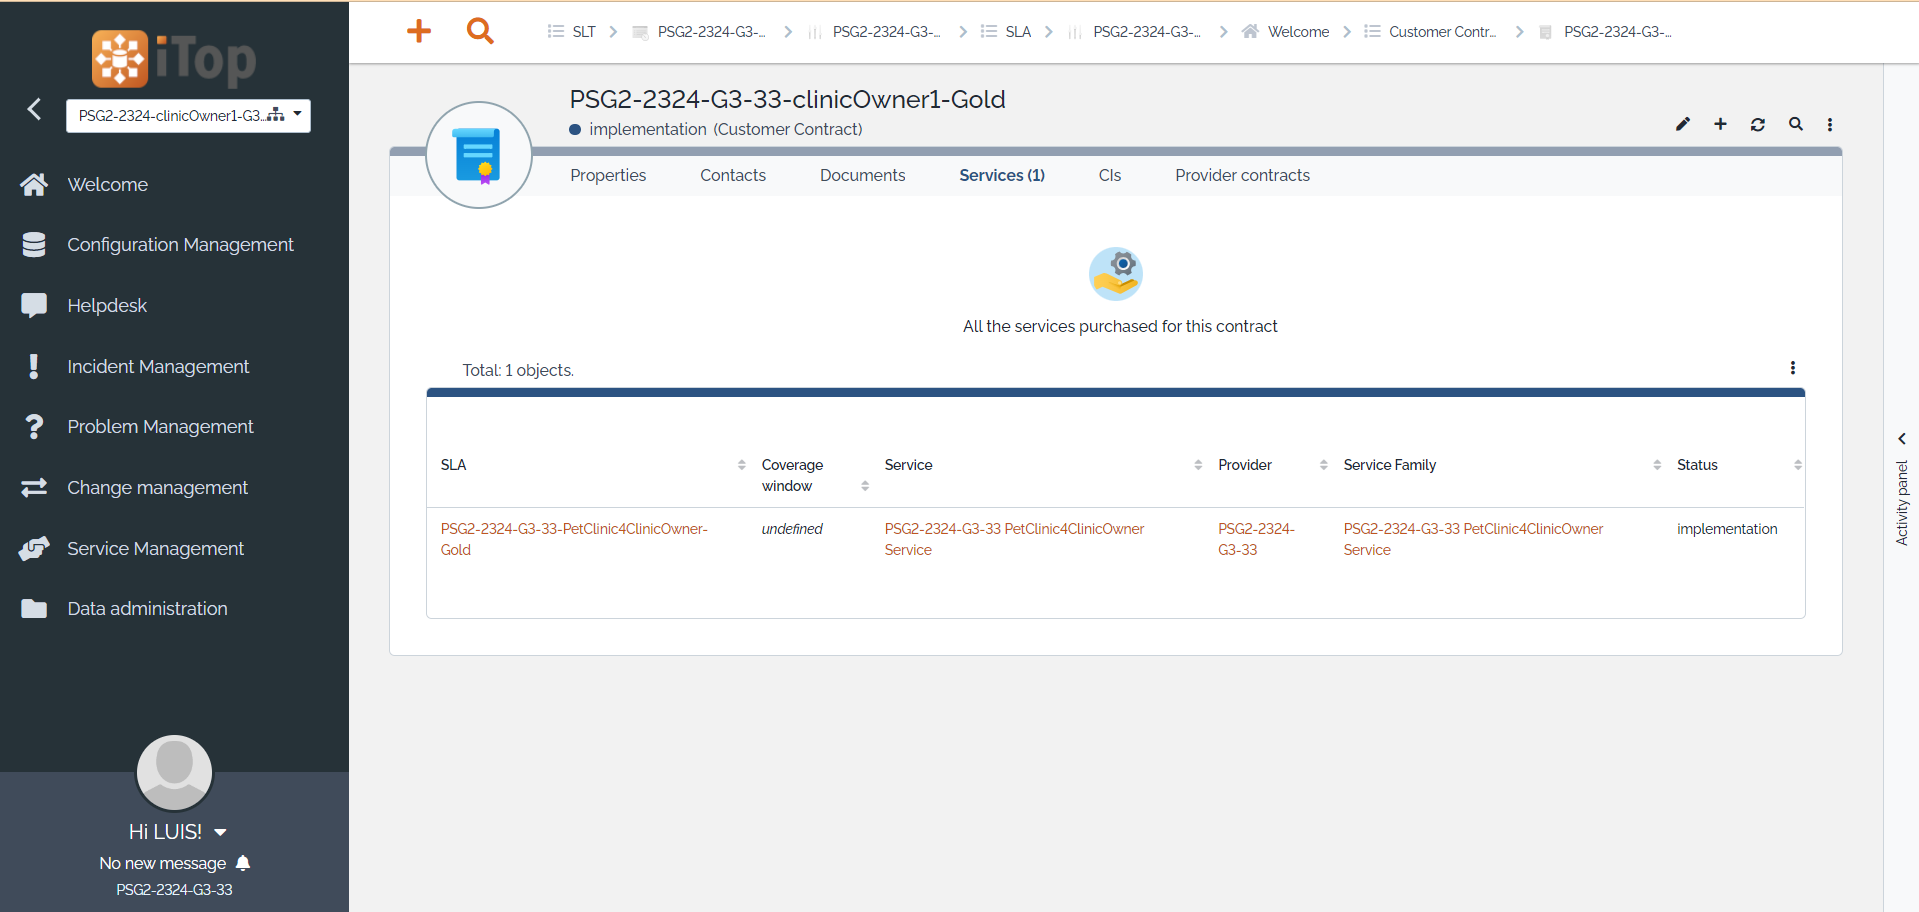 iTop
PSG2-2324-clinicOwner1-G3...
Welcome
Configuration Management
Helpdesk
Incident Management
Problem Management
Change management
Service Management
Data administration
Hi LUIS!
No new message
PSG2-2324-G3-33
SLT
PSG2-2324-G3-...
PSG2-2324-G3-...
SLA
PSG2-2324-G3-...
Welcome
Customer Contr...
PSG2-2324-G3-...
PSG2-2324-G3-33-clinicOwner1-Gold
implementation (Customer Contract)
Properties
Contacts
Documents
Services (1)
CIs
Provider contracts
All the services purchased for this contract
Total: 1 objects.
SLA
Coverage
window
Service
Provider
Service Family
Status
PSG2-2324-G3-33-PetClinic4ClinicOwner-
Gold
undefined
PSG2-2324-G3-33 PetClinic4ClinicOwner
Service
PSG2-2324-
G3-33
PSG2-2324-G3-33 PetClinic4ClinicOwner
Service
implementation
Activity panel